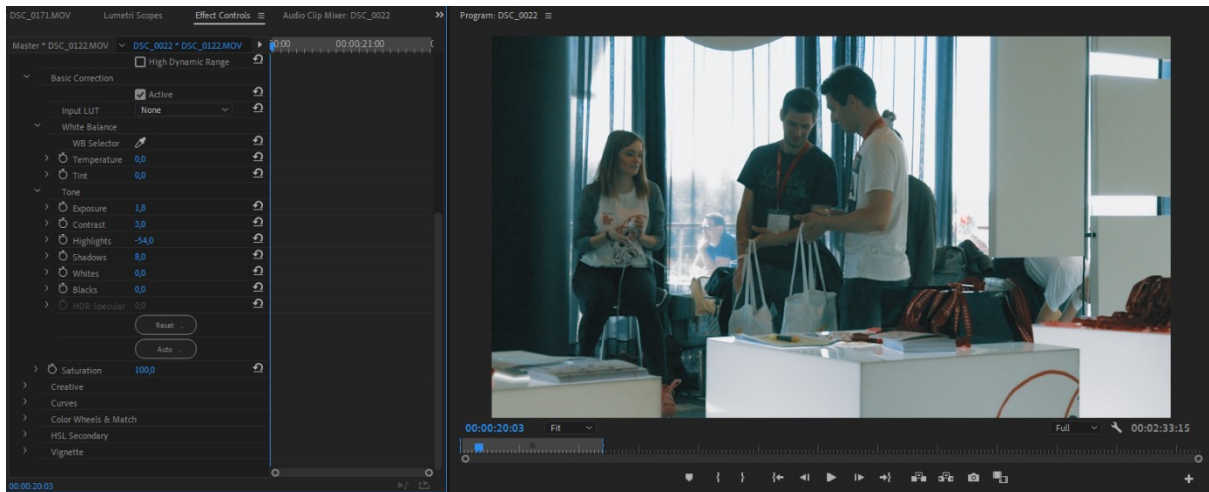 DSC_0171.MOV Lumetri Scopes Effect Controls Audio Clip Mixer: DSC_0022 Program: DSC_0022
Master * DSC_0122.MOV DSC_0022 * DSC_0122.MOV 0:00 00:00:21:00
High Dynamic Range
Basic Correction
Active
Input LUT None
White Balance
WB Selector
Temperature 0,0
Tint 0,0
Tone
Exposure 1,8
Contrast 3,0
Highlights -54,0
Shadows 8,0
Whites 0,0
Blacks 0,0
HDR Specular 0,0
Reset
Auto
Saturation 100,0
Creative
Curves
Color Wheels & Match
HSL Secondary
Vignette
00:00:20:03
00:00:20:03 Fit Full 00:02:33:15